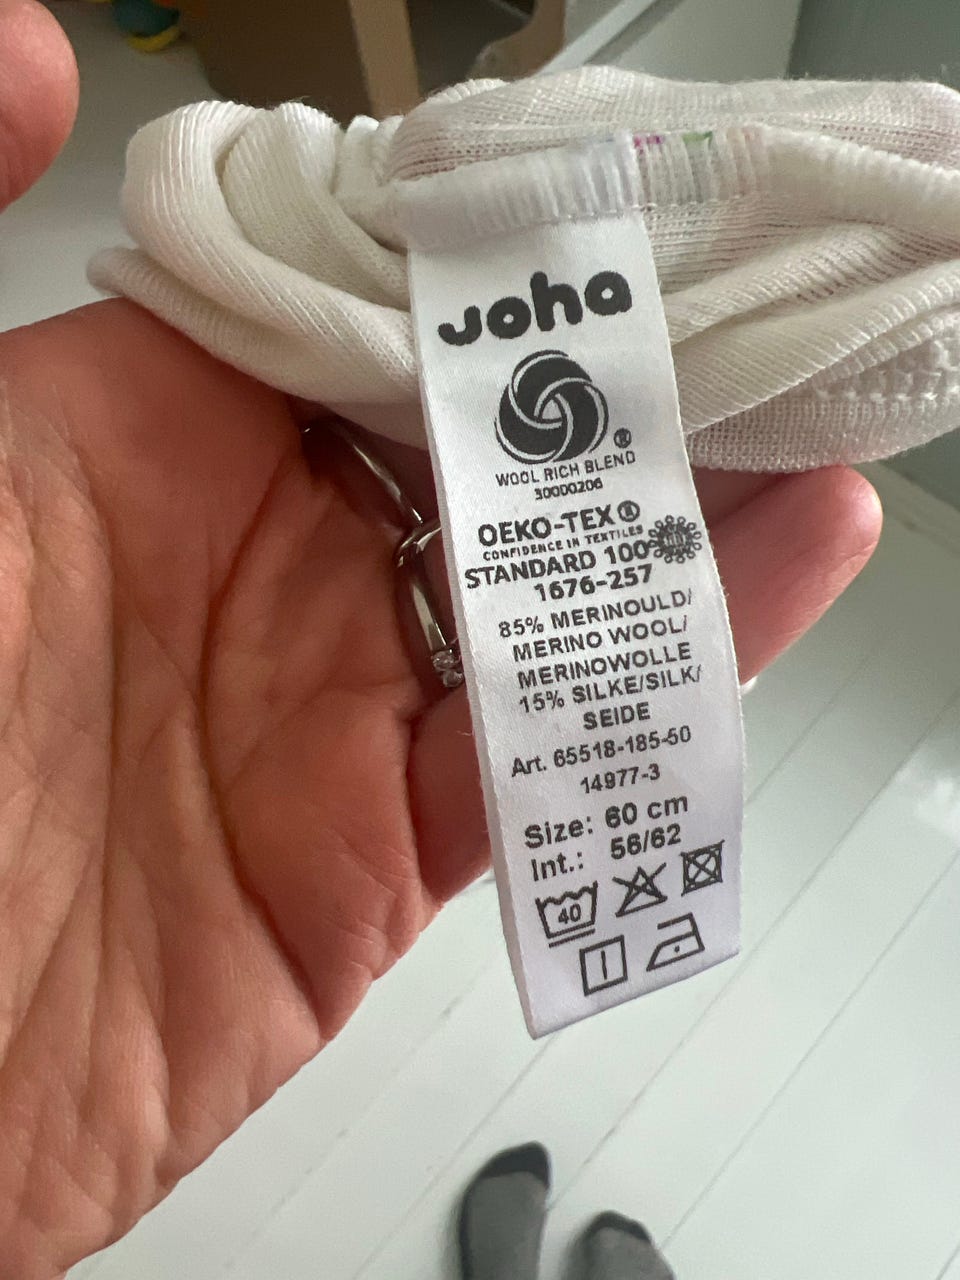 joha
®
WOOL RICH BLEND
30000206
OEKO-TEX®
CONFIDENCE IN TEXTILES
STANDARD 100
1676-257
85% MERINOULD/
MERINO WOOL/
MERINOWOLLE
15% SILKE/SILK/
SEIDE
Art. 65518-185-50
14977-3
Size: 60 cm
Int.: 56/62
40